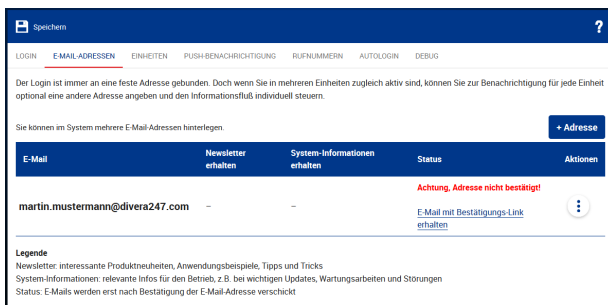 Speichern ?
LOGIN E-MAIL-ADRESSEN EINHEITEN PUSH-BENACHRICHTIGUNG RUFNUMMERN AUTOLOGIN DEBUG
Der Login ist immer an eine feste Adresse gebunden. Doch wenn Sie in mehreren Einheiten zugleich aktiv sind, können Sie zur Benachrichtigung für jede Einheit
optional eine andere Adresse angeben und den Informationsfluß individuell steuern.
Sie können im System mehrere E-Mail-Adressen hinterlegen.
+ Adresse
E-Mail Newsletter erhalten System-Informationen erhalten Status Aktionen
Achtung, Adresse nicht bestätigt!
martin.mustermann@divera247.com – –
E-Mail mit Bestätigungs-Link
erhalten
Legende
Newsletter: interessante Produktneuheiten, Anwendungsbeispiele, Tipps und Tricks
System-Informationen: relevante Infos für den Betrieb, z.B. bei wichtigen Updates, Wartungsarbeiten und Störungen
Status: E-Mails werden erst nach Bestätigung der E-Mail-Adresse verschickt